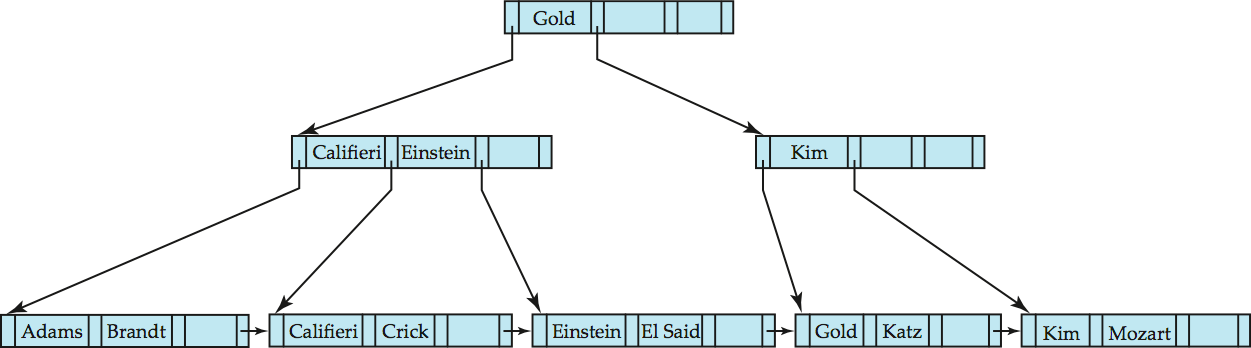 Gold
Califieri Einstein
Kim
Adams Brandt
Califieri Crick
Einstein El Said
Gold Katz
Kim Mozart